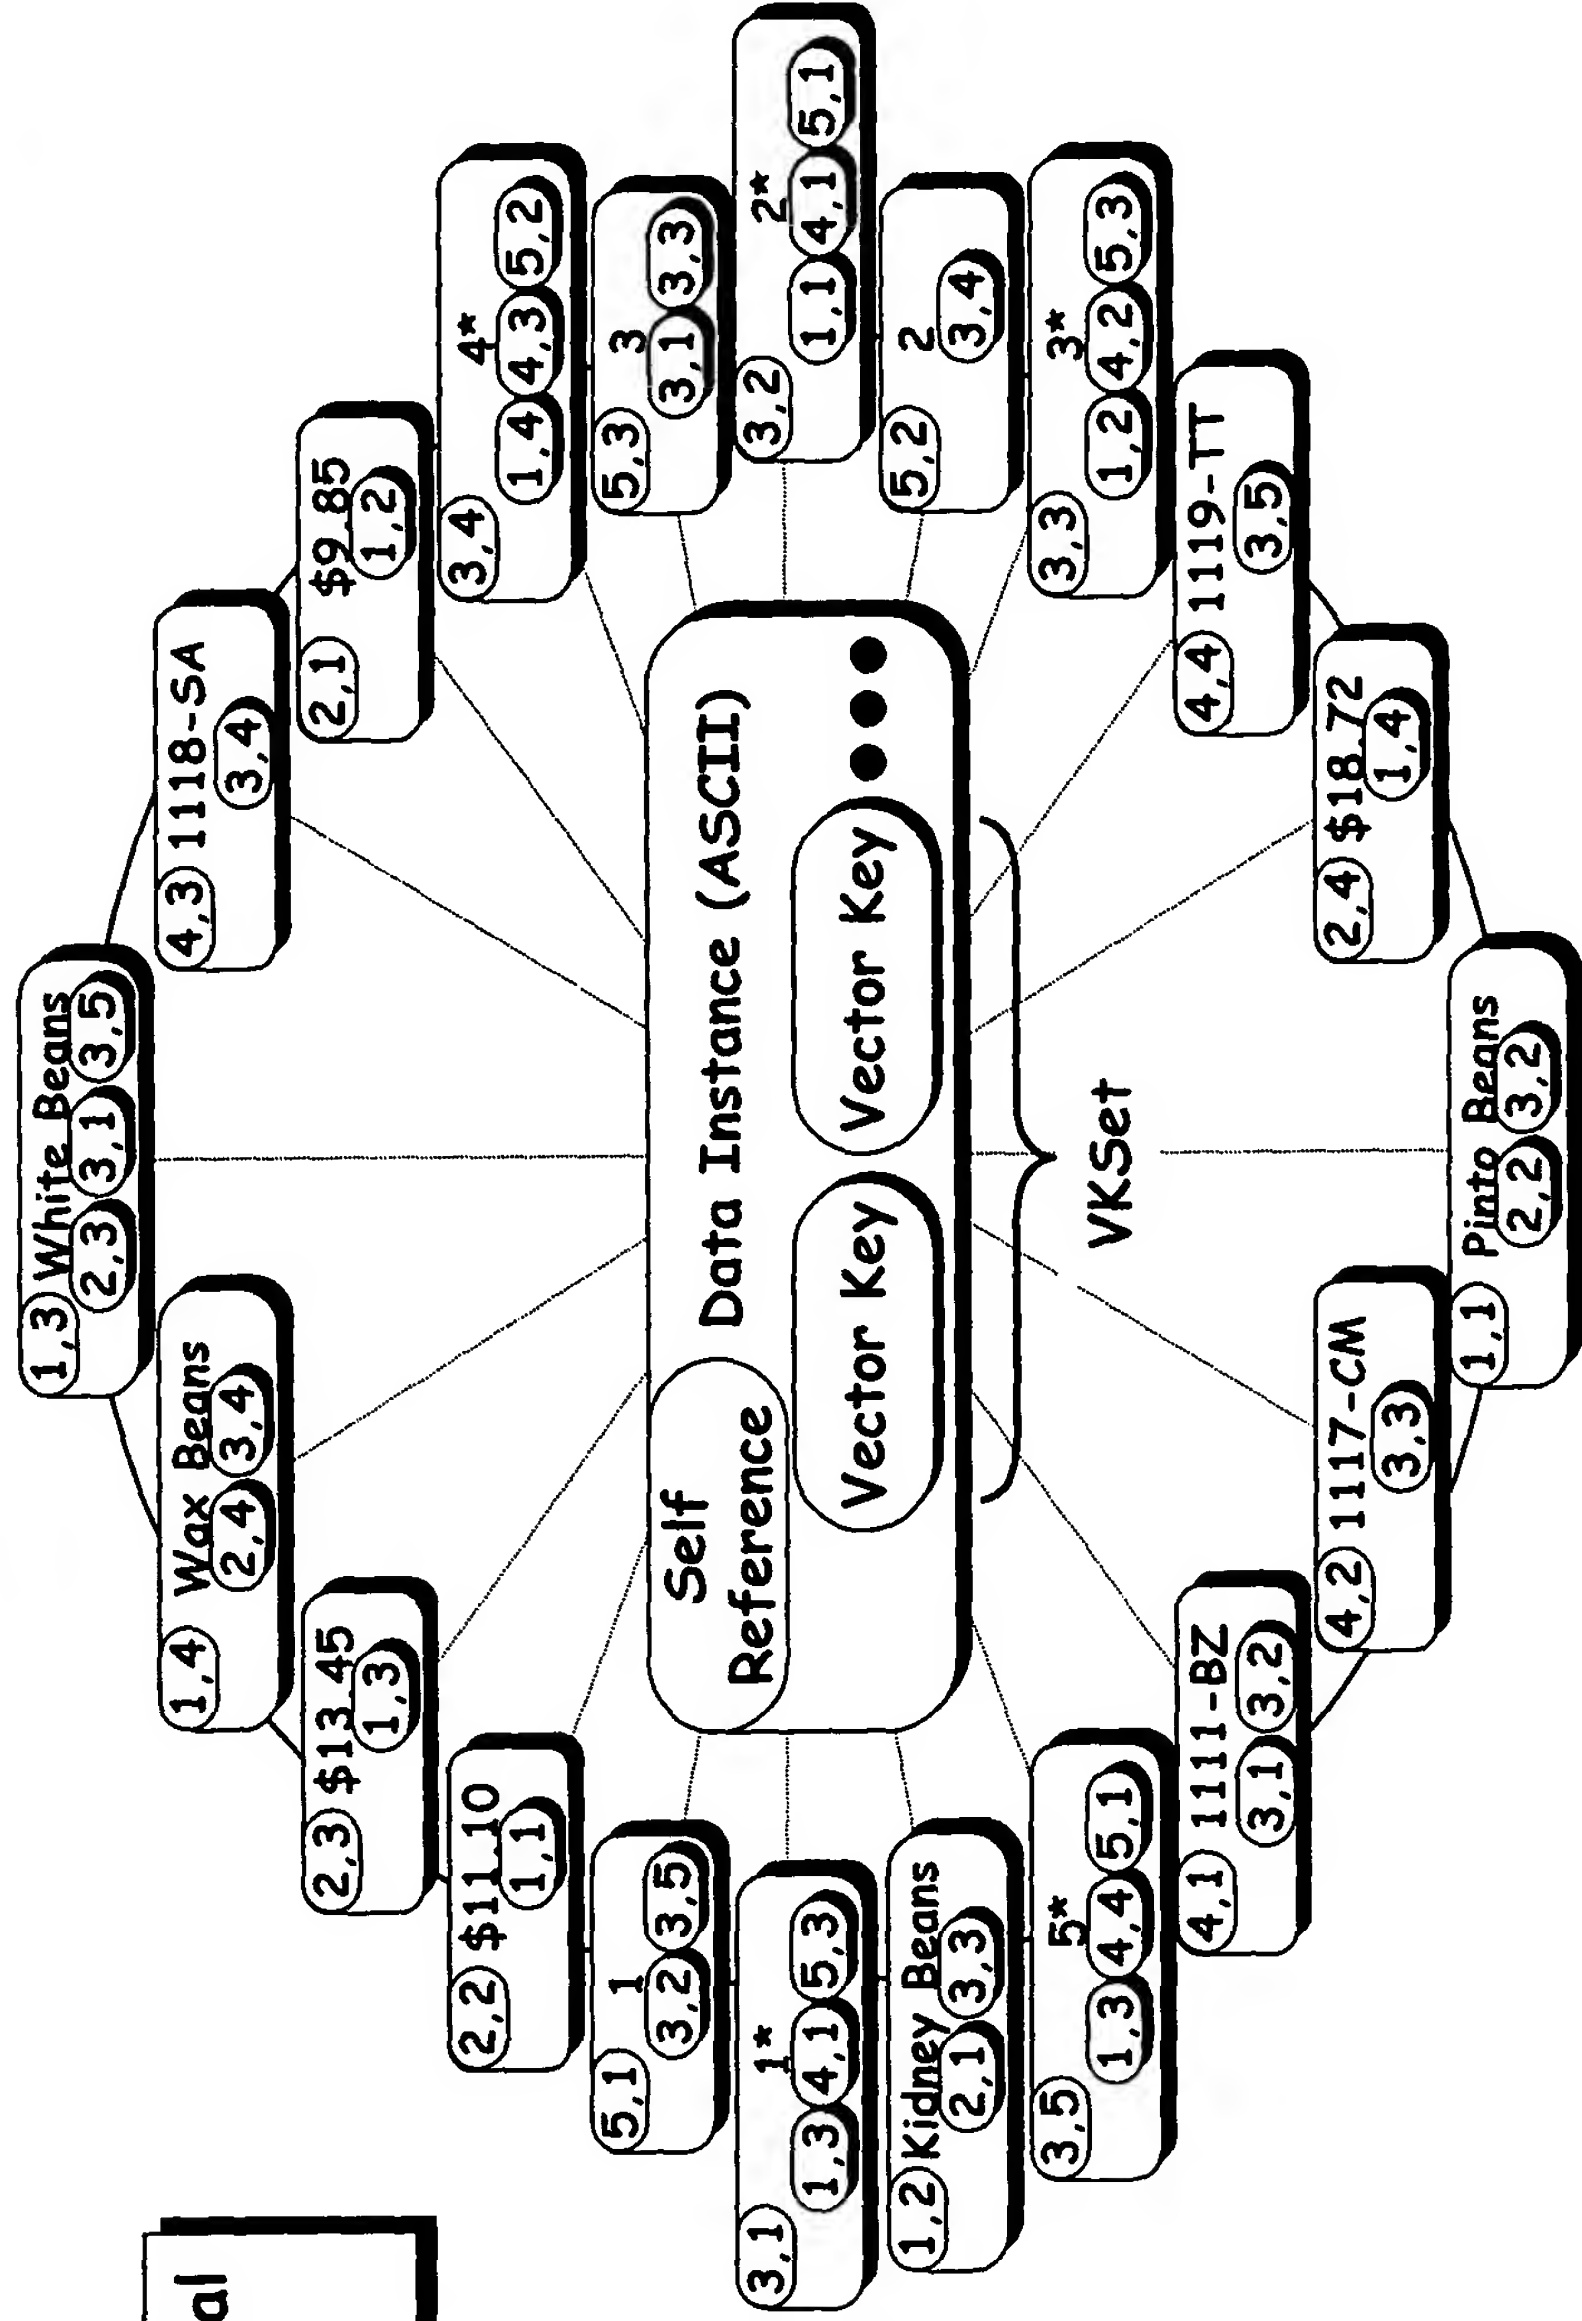 1,3 White Beans
2,3 3,1 3,5
al
1,4 Wax Beans
2,4 3,4
4,3 1118-SA
3,4
2,3 $13.45
1,3
2,1 $9.85
1,2
2,2 $11.10
1,1
3,4 4*
1,4 4,3 5,2
5,1 1
3,2 3,5
5,3 3
3,1 3,3
Self
Reference
Data Instance (ASCII)
Vector Key Vector Key
VKSet
3,1 1*
1,3 4,1 5,3
3,2 2*
1,1 4,1 5,1
1,2 Kidney Beans
2,1 3,3
5,2 2
3,4
3,5 5*
1,3 4,4 5,1
3,3 3*
1,2 4,2 5,3
4,1 1111-BZ
3,1 3,2
4,4 1119-TT
3,5
4,2 1117-CM
3,3
2,4 $18.72
1,4
1,1 Pinto Beans
2,2 3,2